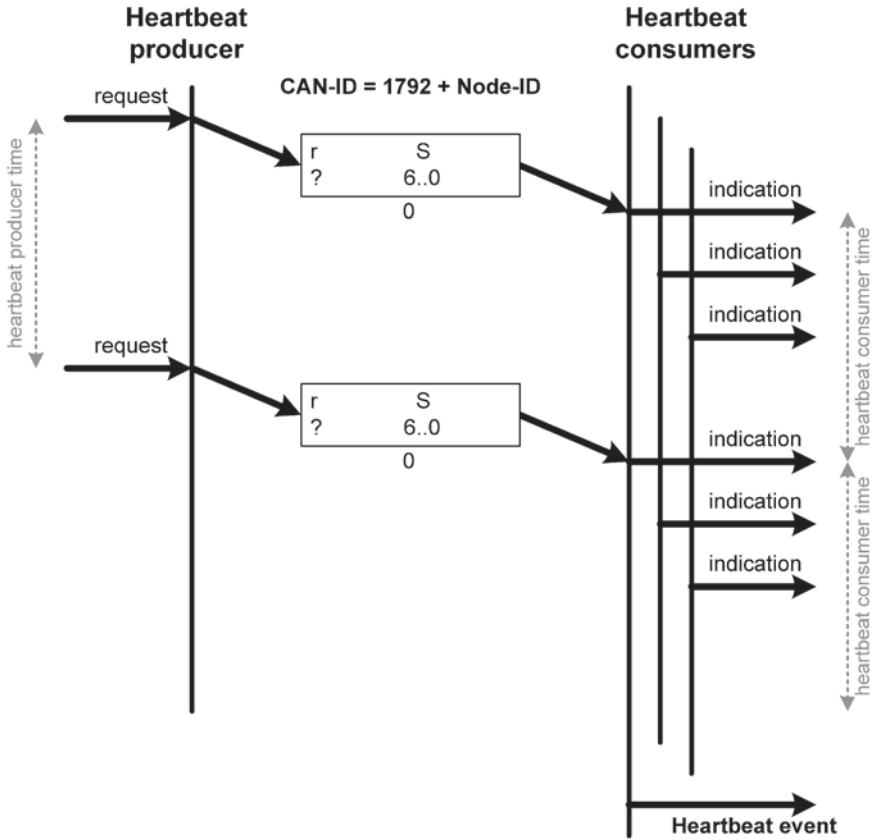 Heartbeat
producer
Heartbeat
consumers
CAN-ID = 1792 + Node-ID
request
heartbeat producer time
r S
? 6..0
0
indication
indication
indication
heartbeat consumer time
request
r S
? 6..0
0
indication
indication
indication
heartbeat consumer time
Heartbeat event